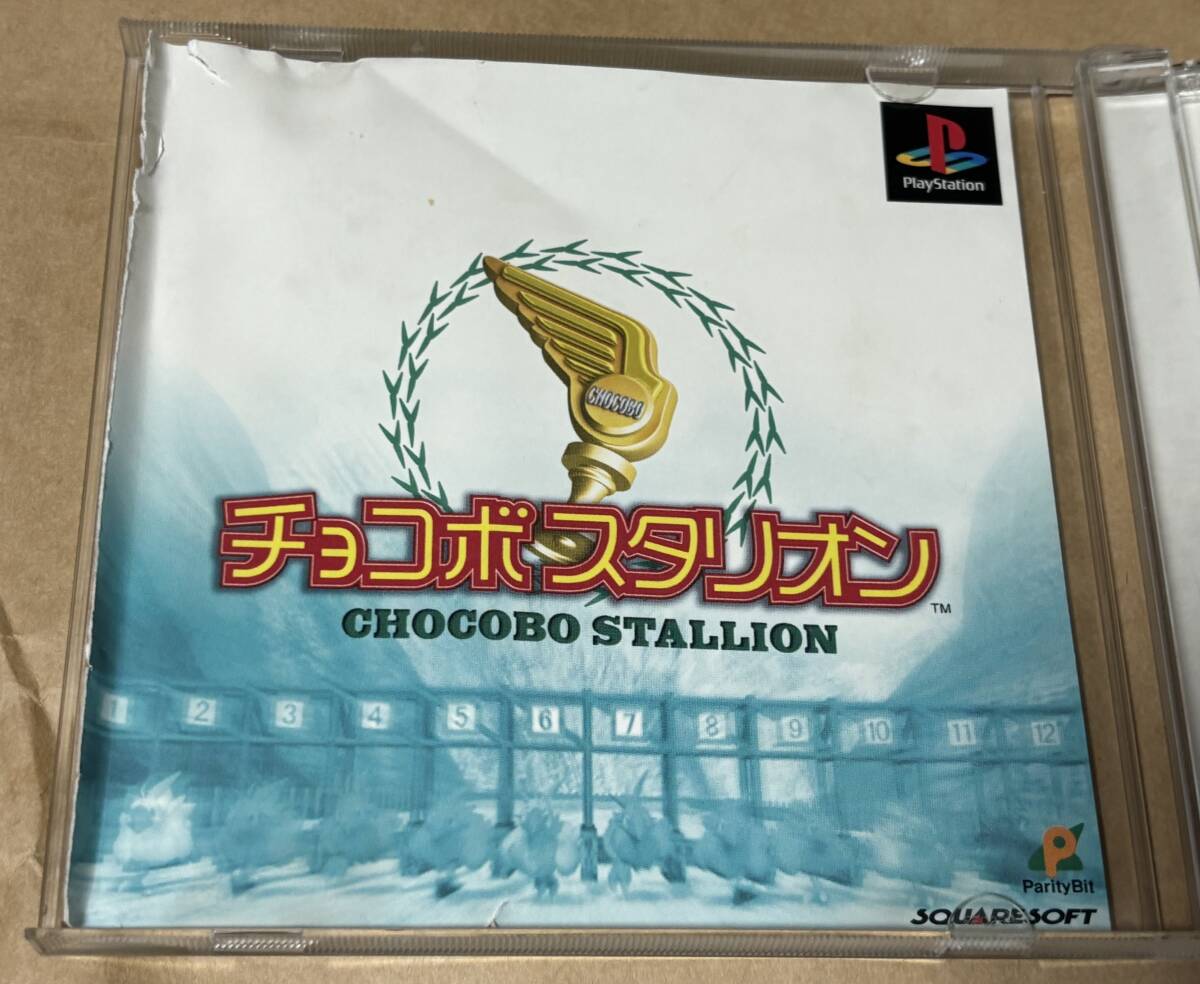 PlayStation
CHOCOBO
チョコボスタリオン
TM
CHOCOBO STALLION
1 2 3 4 5 6 7 8 9 10 11 12
P
ParityBit
SQUARESOFT